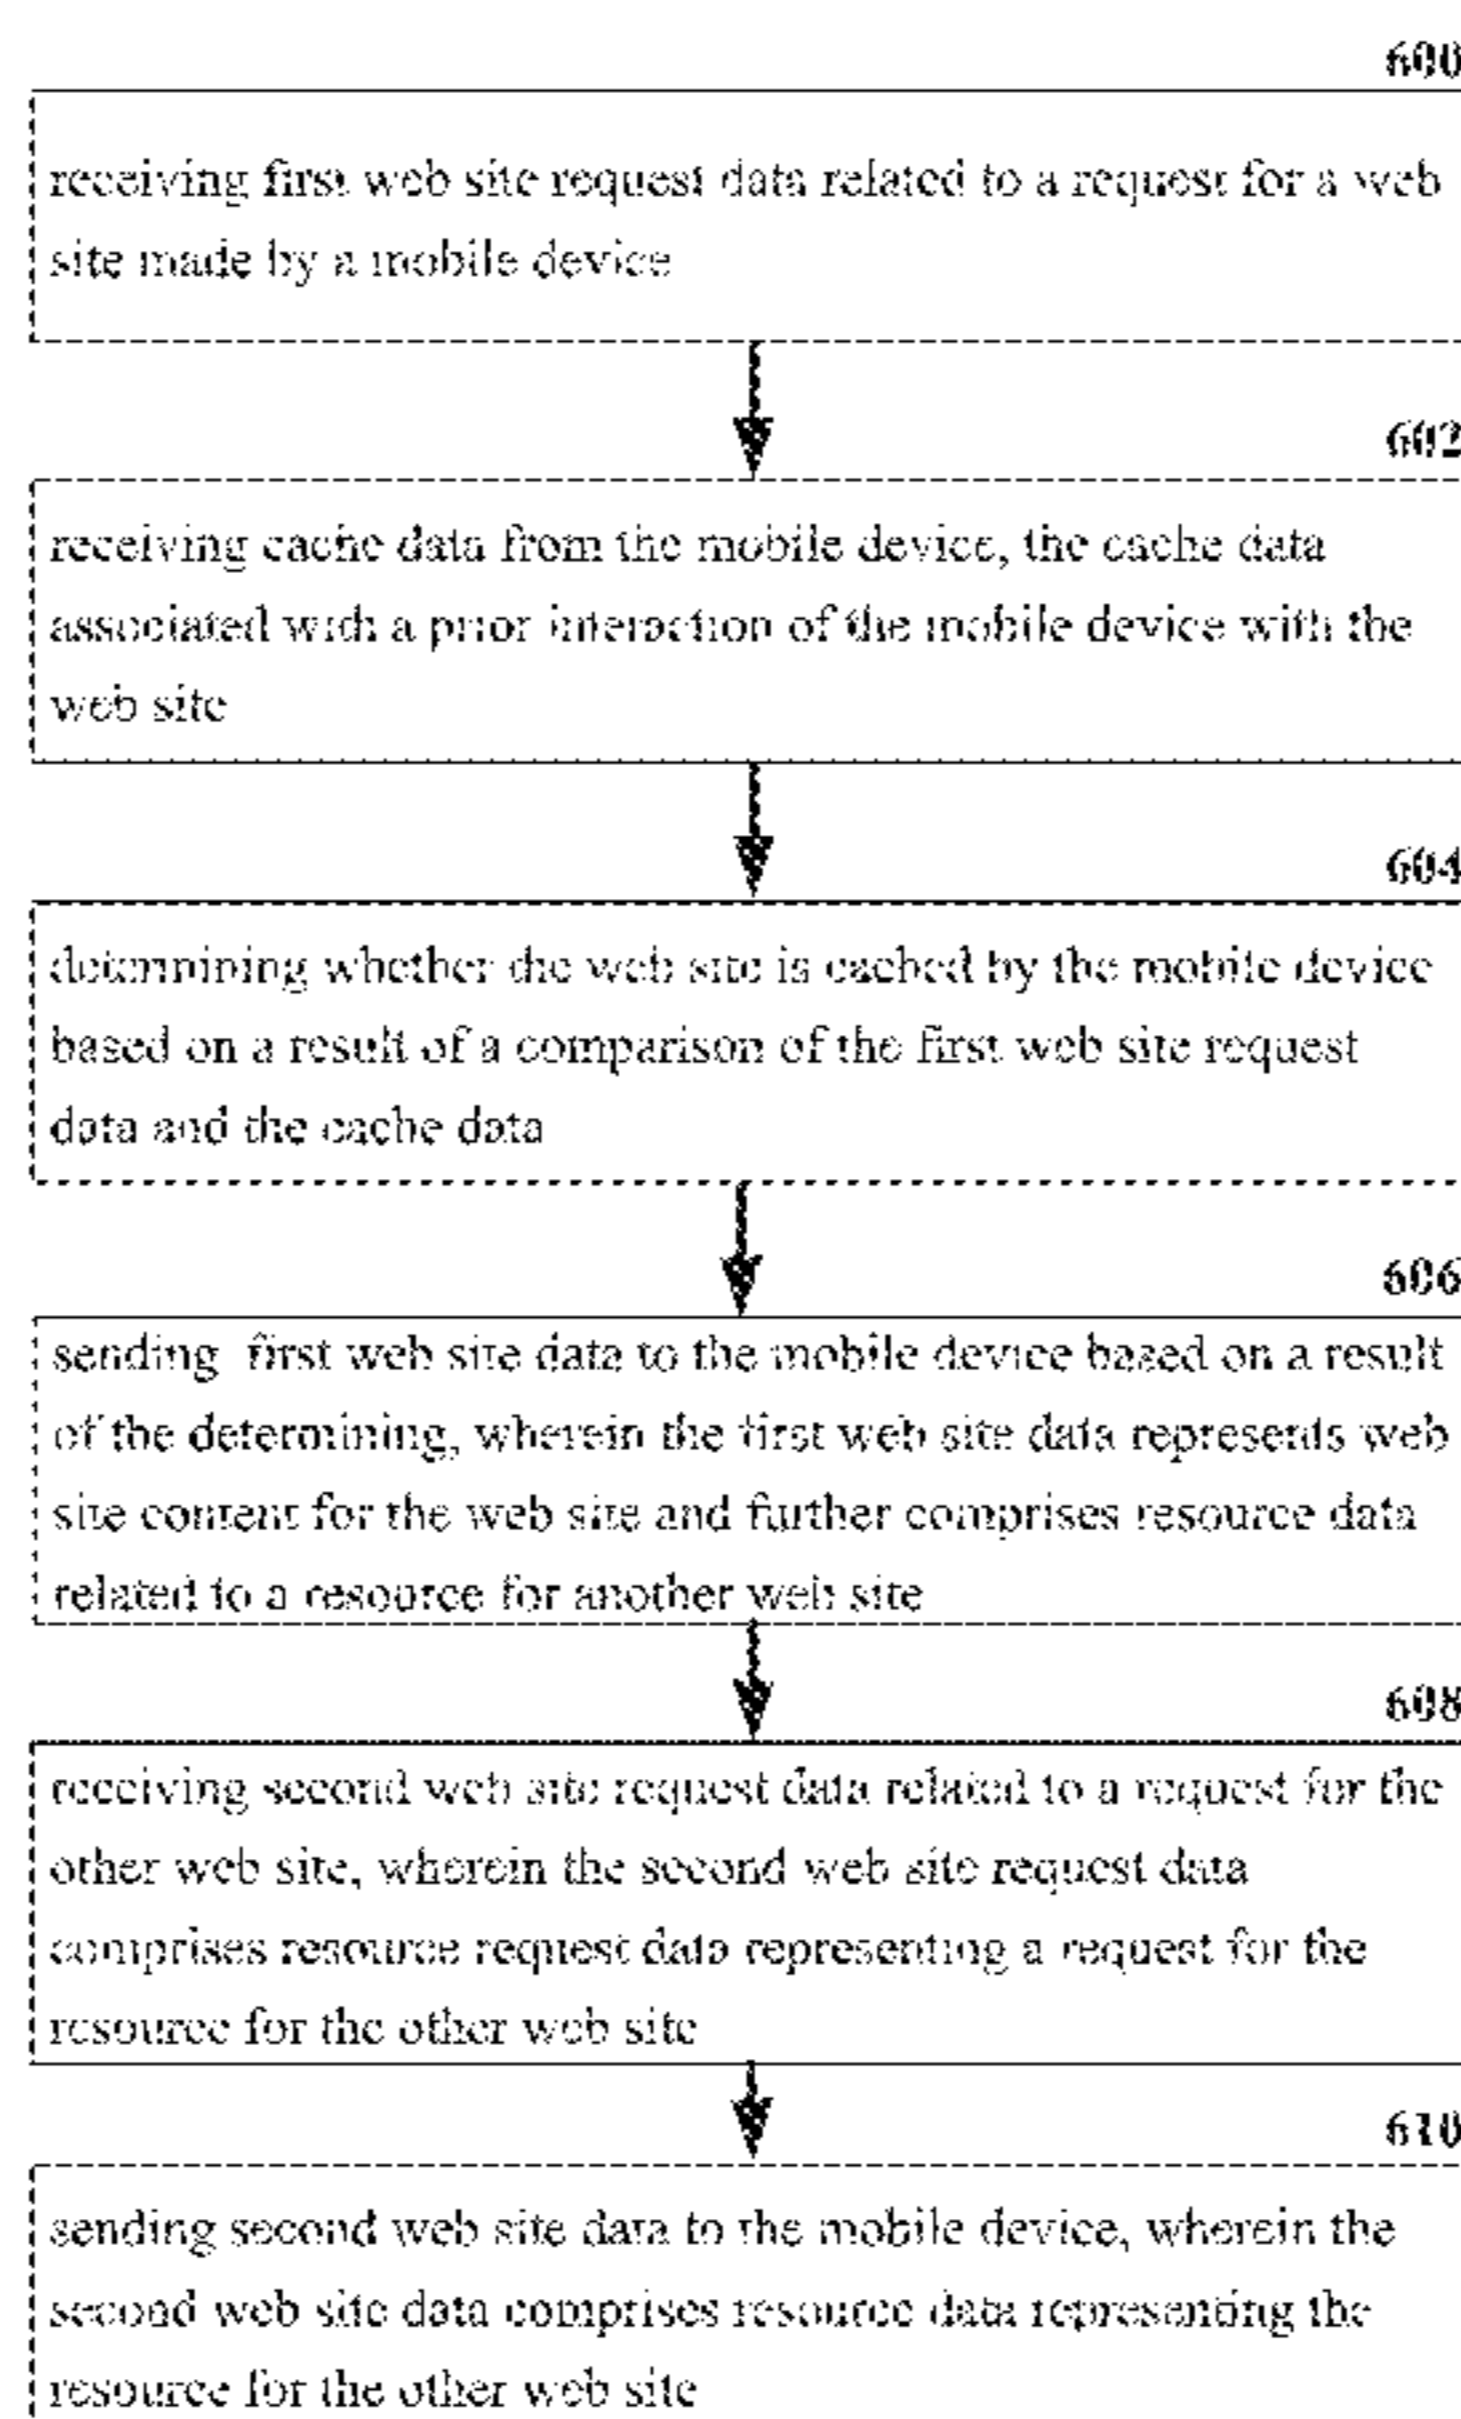 600
receiving first web site request data related to a request for a web
site made by a mobile device
602
receiving cache data from the mobile device, the cache data
associated with a prior interaction of the mobile device with the
web site
604
determining whether the web site is cached by the mobile device
based on a result of a comparison of the first web site request
data and the cache data
606
sending first web site data to the mobile device based on a result
of the determining, wherein the first web site data represents web
site content for the web site and further comprises resource data
related to a resource for another web site
608
receiving second web site request data related to a request for the
other web site, wherein the second web site request data
comprises resource request data representing a request for the
resource for the other web site
610
sending second web site data to the mobile device, wherein the
second web site data comprises resource data representing the
resource for the other web site